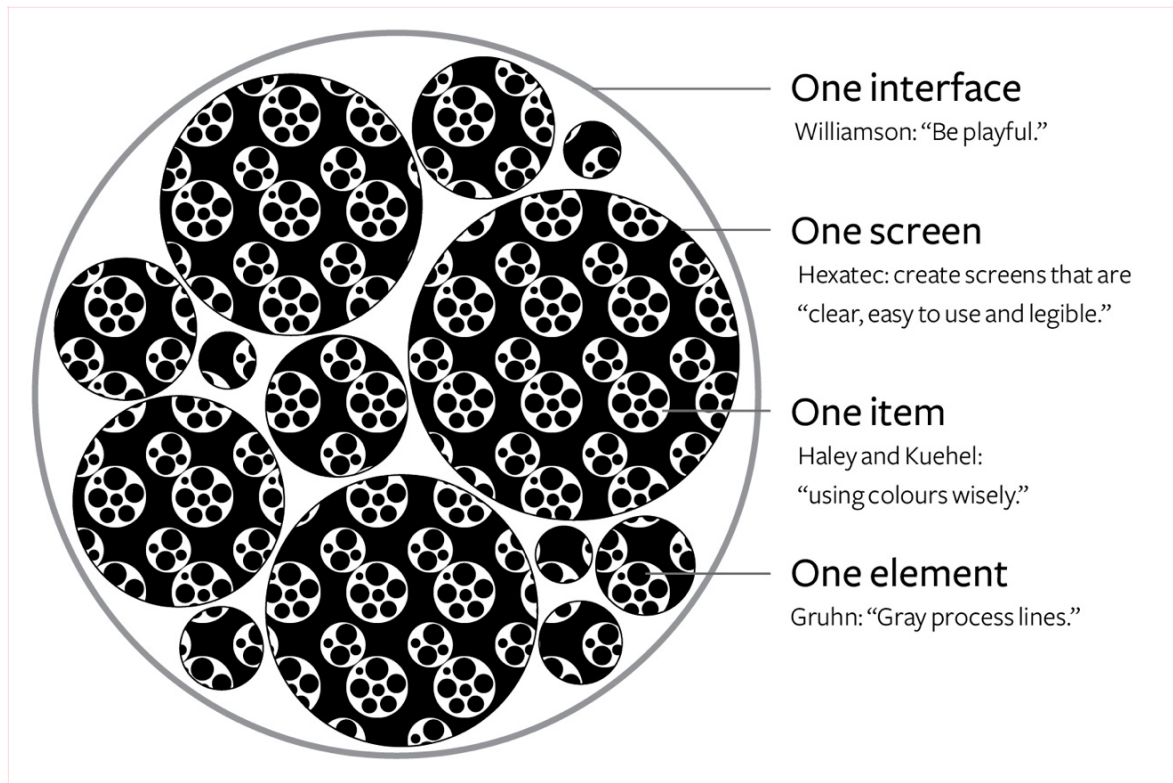 One interface
Williamson: “Be playful.”
One screen
Hexatec: create screens that are
“clear, easy to use and legible.”
One item
Haley and Kuehel:
“using colours wisely.”
One element
Gruhn: “Gray process lines.”